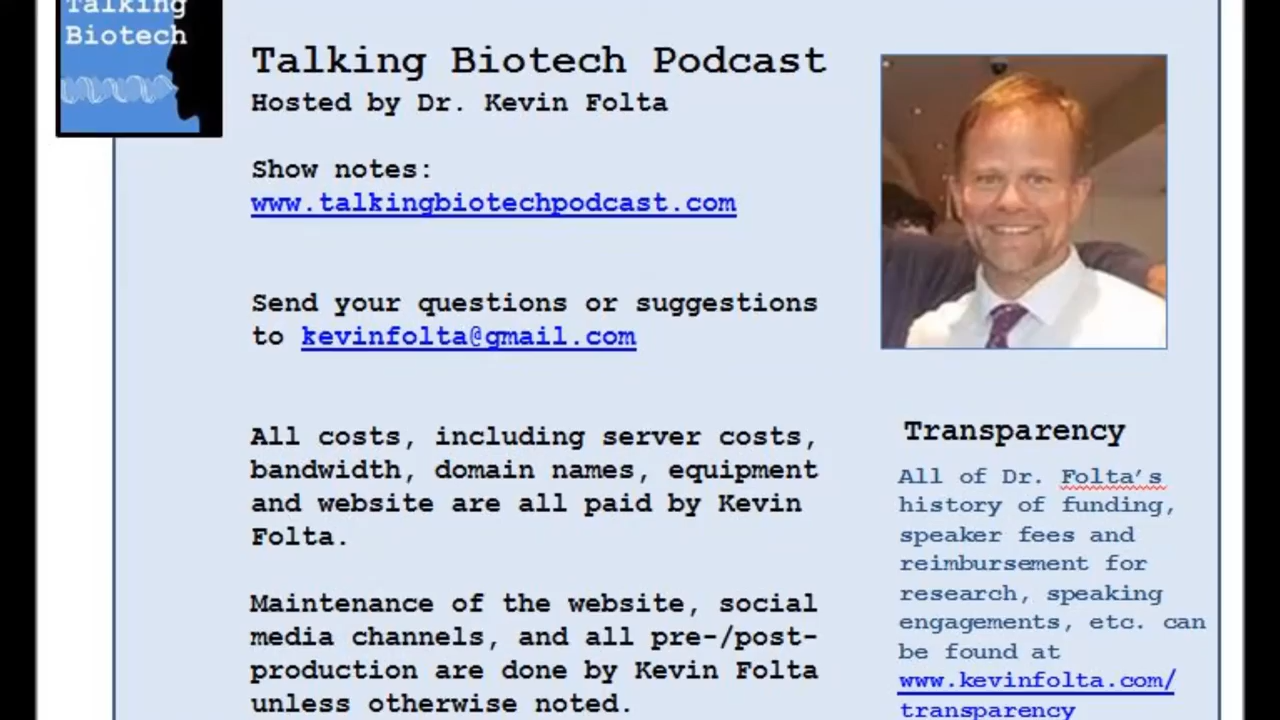 Talking
Biotech
Talking Biotech Podcast
Hosted by Dr. Kevin Folta
Show notes:
www.talkingbiotechpodcast.com
Send your questions or suggestions
to kevinfolta@gmail.com
All costs, including server costs,
bandwidth, domain names, equipment
and website are all paid by Kevin
Folta.
Maintenance of the website, social
media channels, and all pre-/post-
production are done by Kevin Folta
unless otherwise noted.
Transparency
All of Dr. Folta’s
history of funding,
speaker fees and
reimbursement for
research, speaking
engagements, etc. can
be found at
www.kevinfolta.com/
transparency